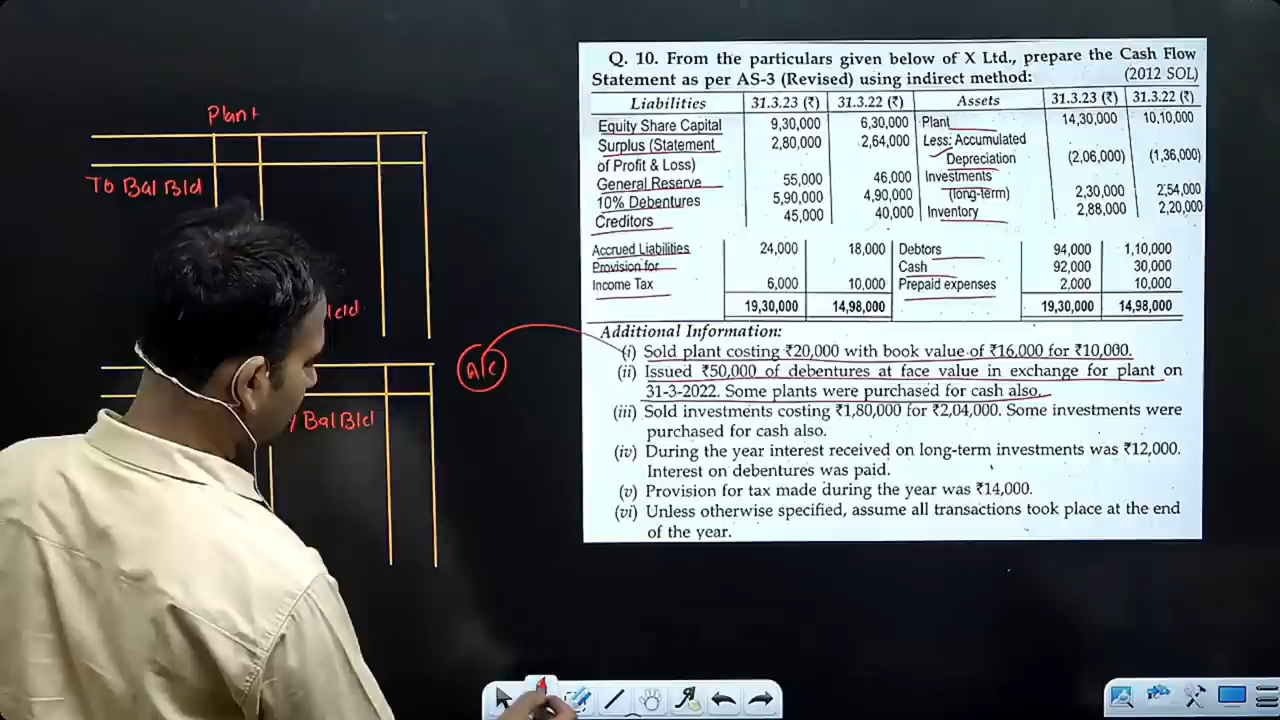 Plant
To Bal Bld
Bal Bld
a/c
Q. 10. From the particulars given below of X Ltd., prepare the Cash Flow
Statement as per AS-3 (Revised) using indirect method: (2012 SOL)
Liabilities 31.3.23 (₹) 31.3.22 (₹) Assets 31.3.23 (₹) 31.3.22 (₹)
Equity Share Capital 9,30,000 6,30,000 Plant 14,30,000 10,10,000
Surplus (Statement 2,80,000 2,64,000 Less: Accumulated
of Profit & Loss) Depreciation (2,06,000) (1,36,000)
General Reserve 55,000 46,000 Investments
10% Debentures 5,90,000 4,90,000 (long-term) 2,30,000 2,54,000
Creditors 45,000 40,000 Inventory 2,88,000 2,20,000
Accrued Liabilities 24,000 18,000 Debtors 94,000 1,10,000
Provision for Cash 92,000 30,000
Income Tax 6,000 10,000 Prepaid expenses 2,000 10,000
19,30,000 14,98,000 19,30,000 14,98,000
Additional Information:
(i) Sold plant costing ₹20,000 with book value of ₹16,000 for ₹10,000.
(ii) Issued ₹50,000 of debentures at face value in exchange for plant on
31-3-2022. Some plants were purchased for cash also.
(iii) Sold investments costing ₹1,80,000 for ₹2,04,000. Some investments were
purchased for cash also.
(iv) During the year interest received on long-term investments was ₹12,000.
Interest on debentures was paid.
(v) Provision for tax made during the year was ₹14,000.
(vi) Unless otherwise specified, assume all transactions took place at the end
of the year.